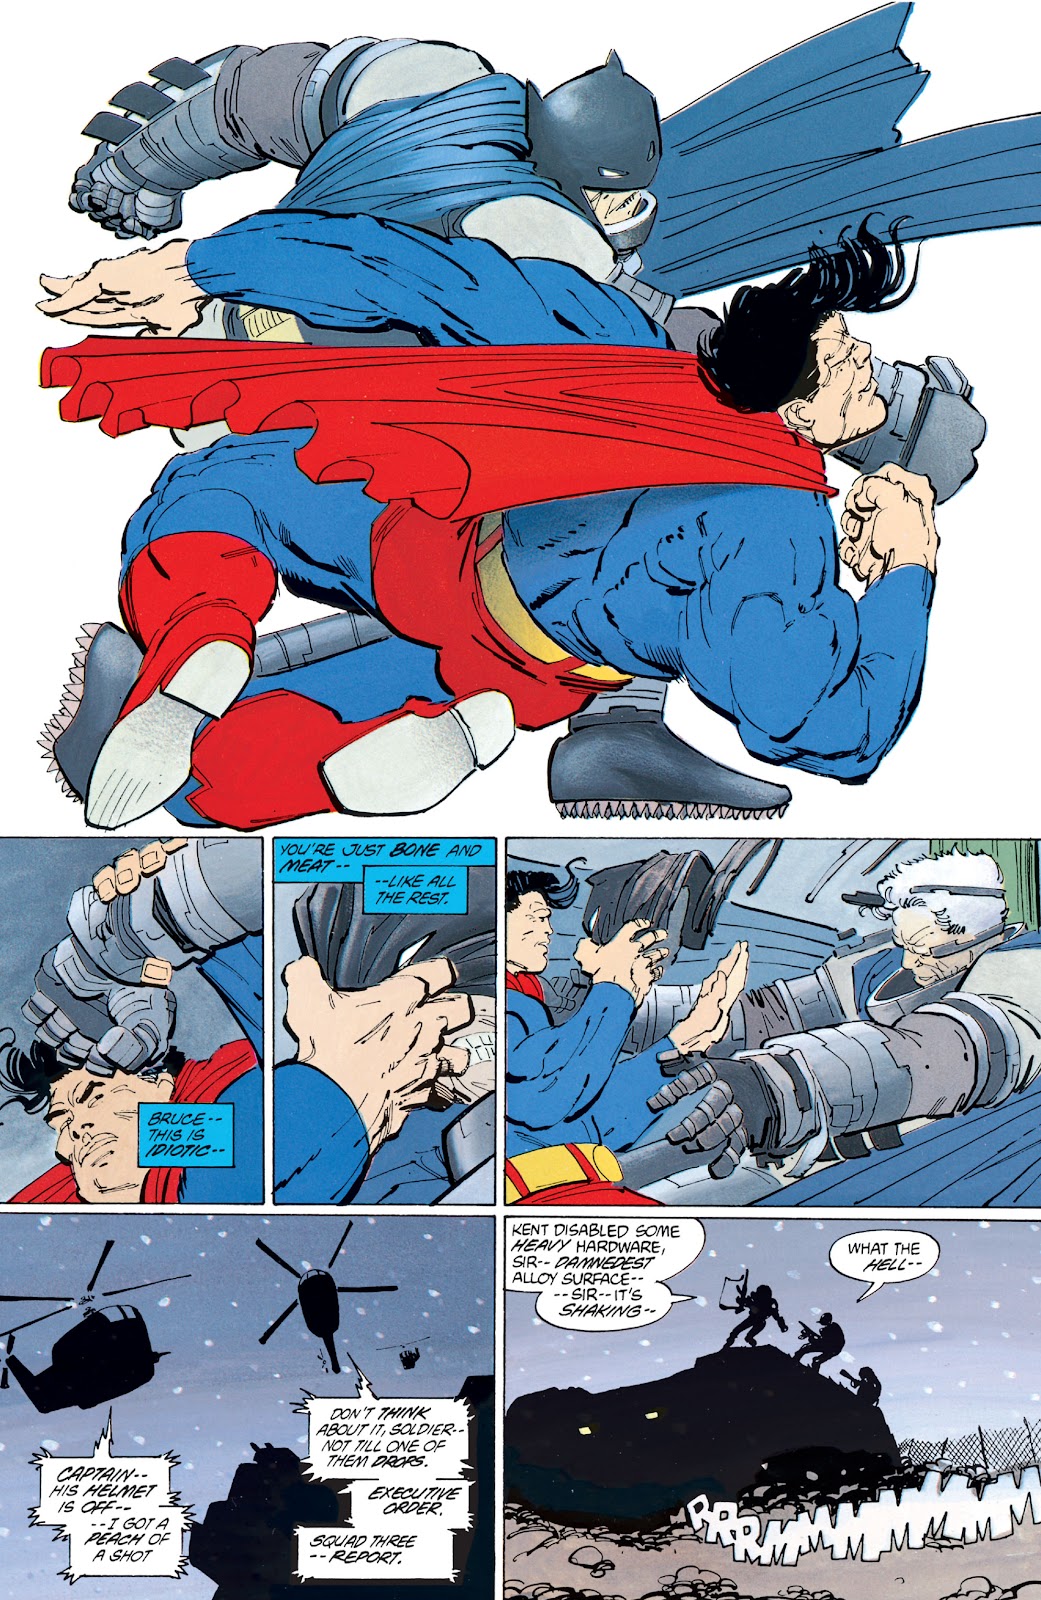 BRUCE--
THIS IS
IDIOTIC--
YOU'RE JUST BONE AND
MEAT--
--LIKE ALL
THE REST.
CAPTAIN--
HIS HELMET
IS OFF--
--I GOT A
PEACH OF
A SHOT
DON'T THINK
ABOUT IT, SOLDIER--
NOT TILL ONE OF
THEM DROPS.
EXECUTIVE
ORDER.
SQUAD THREE
--REPORT.
KENT DISABLED SOME
HEAVY HARDWARE,
SIR-- DAMNEDEST
ALLOY SURFACE--
--SIR--IT'S
SHAKING--
WHAT THE
HELL--
RRRMMMMMMMMM